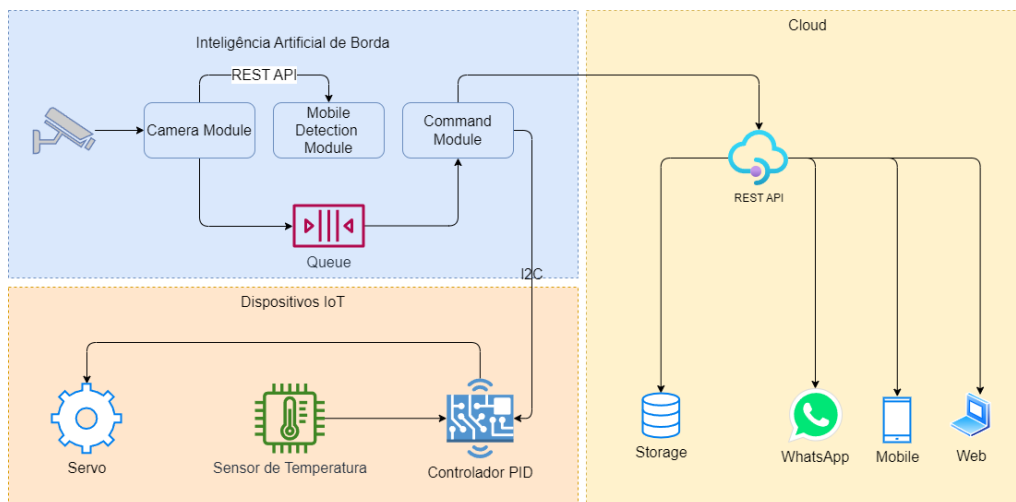 Inteligência Artificial de Borda
REST API
Camera Module
Mobile
Detection
Module
Command
Module
Queue
I2C
Dispositivos IoT
Servo
Sensor de Temperatura
Controlador PID
Cloud
REST API
Storage
WhatsApp
Mobile
Web